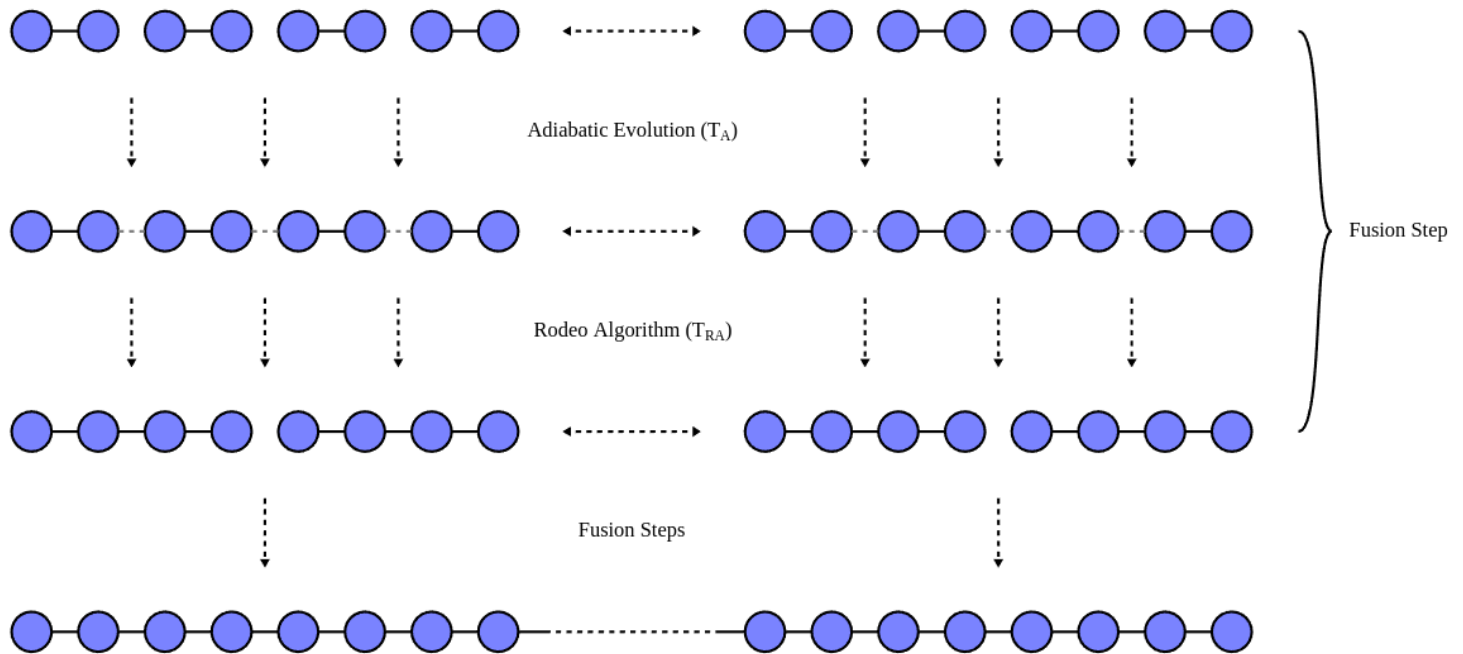 Adiabatic Evolution (T_A)
Fusion Step
Rodeo Algorithm (T_RA)
Fusion Steps